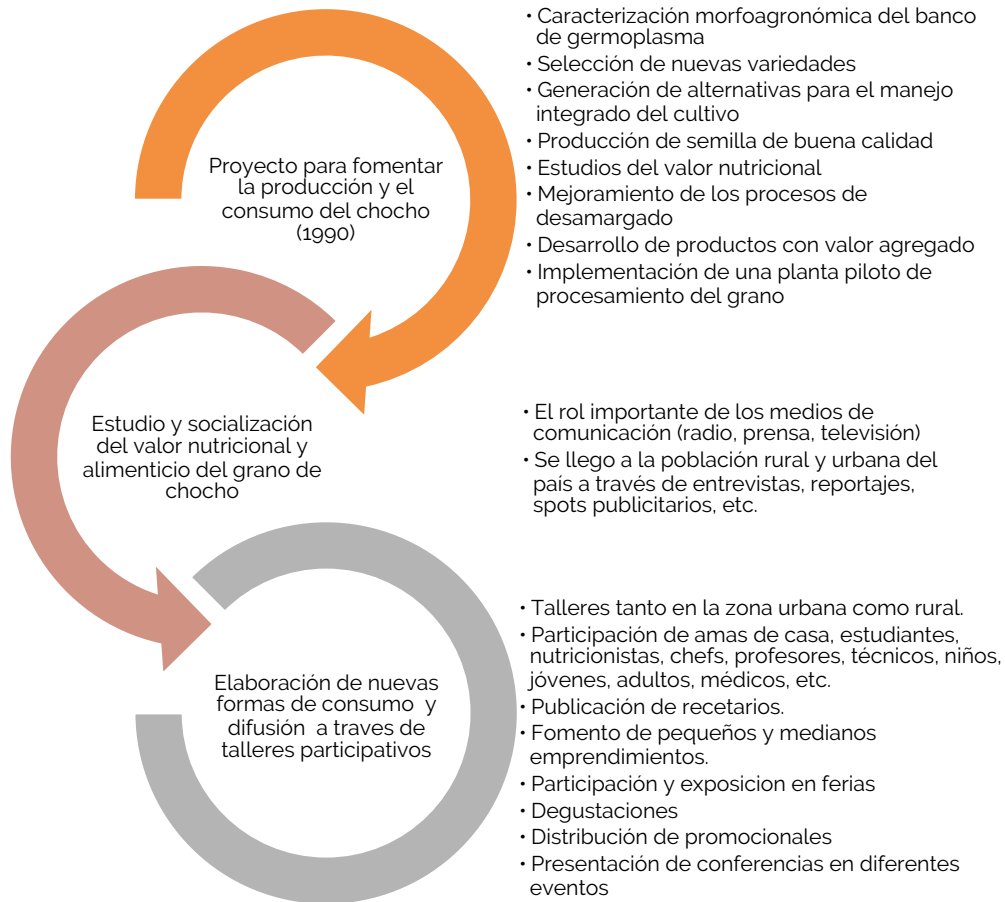 Proyecto para fomentar
la producción y el
consumo del chocho
(1990)
• Caracterización morfoagronómica del banco
de germoplasma
• Selección de nuevas variedades
• Generación de alternativas para el manejo
integrado del cultivo
• Producción de semilla de buena calidad
• Estudios del valor nutricional
• Mejoramiento de los procesos de
desamargado
• Desarrollo de productos con valor agregado
• Implementación de una planta piloto de
procesamiento del grano
Estudio y socialización
del valor nutricional y
alimenticio del grano de
chocho
• El rol importante de los medios de
comunicación (radio, prensa, televisión)
• Se llego a la población rural y urbana del
país a través de entrevistas, reportajes,
spots publicitarios, etc.
Elaboración de nuevas
formas de consumo y
difusión a traves de
talleres participativos
• Talleres tanto en la zona urbana como rural.
• Participación de amas de casa, estudiantes,
nutricionistas, chefs, profesores, técnicos, niños,
jóvenes, adultos, médicos, etc.
• Publicación de recetarios.
• Fomento de pequeños y medianos
emprendimientos.
• Participación y exposicion en ferias
• Degustaciones
• Distribución de promocionales
• Presentación de conferencias en diferentes
eventos